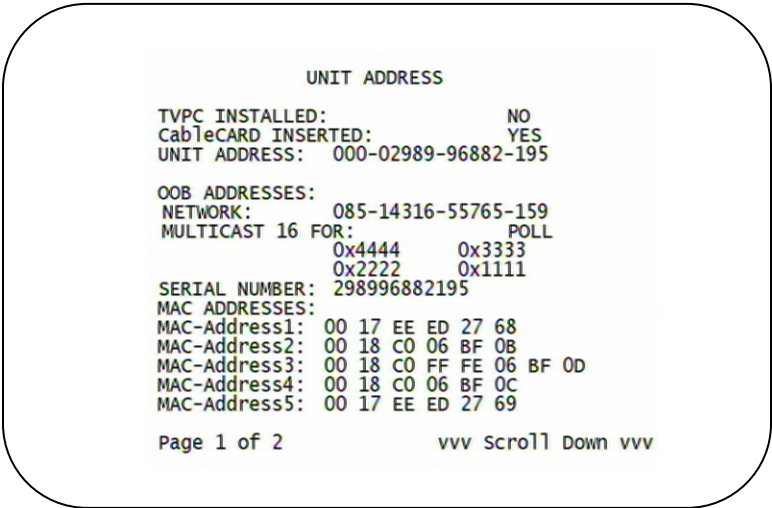 UNIT ADDRESS
TVPC INSTALLED: NO
CableCARD INSERTED: YES
UNIT ADDRESS: 000-02989-96882-195
OOB ADDRESSES:
NETWORK: 085-14316-55765-159
MULTICAST 16 FOR: POLL
0x4444 0x3333
0x2222 0x1111
SERIAL NUMBER: 298996882195
MAC ADDRESSES:
MAC-Address1: 00 17 EE ED 27 68
MAC-Address2: 00 18 C0 06 BF 0B
MAC-Address3: 00 18 C0 FF FE 06 BF 0D
MAC-Address4: 00 18 C0 06 BF 0C
MAC-Address5: 00 17 EE ED 27 69
Page 1 of 2 vvv Scroll Down vvv